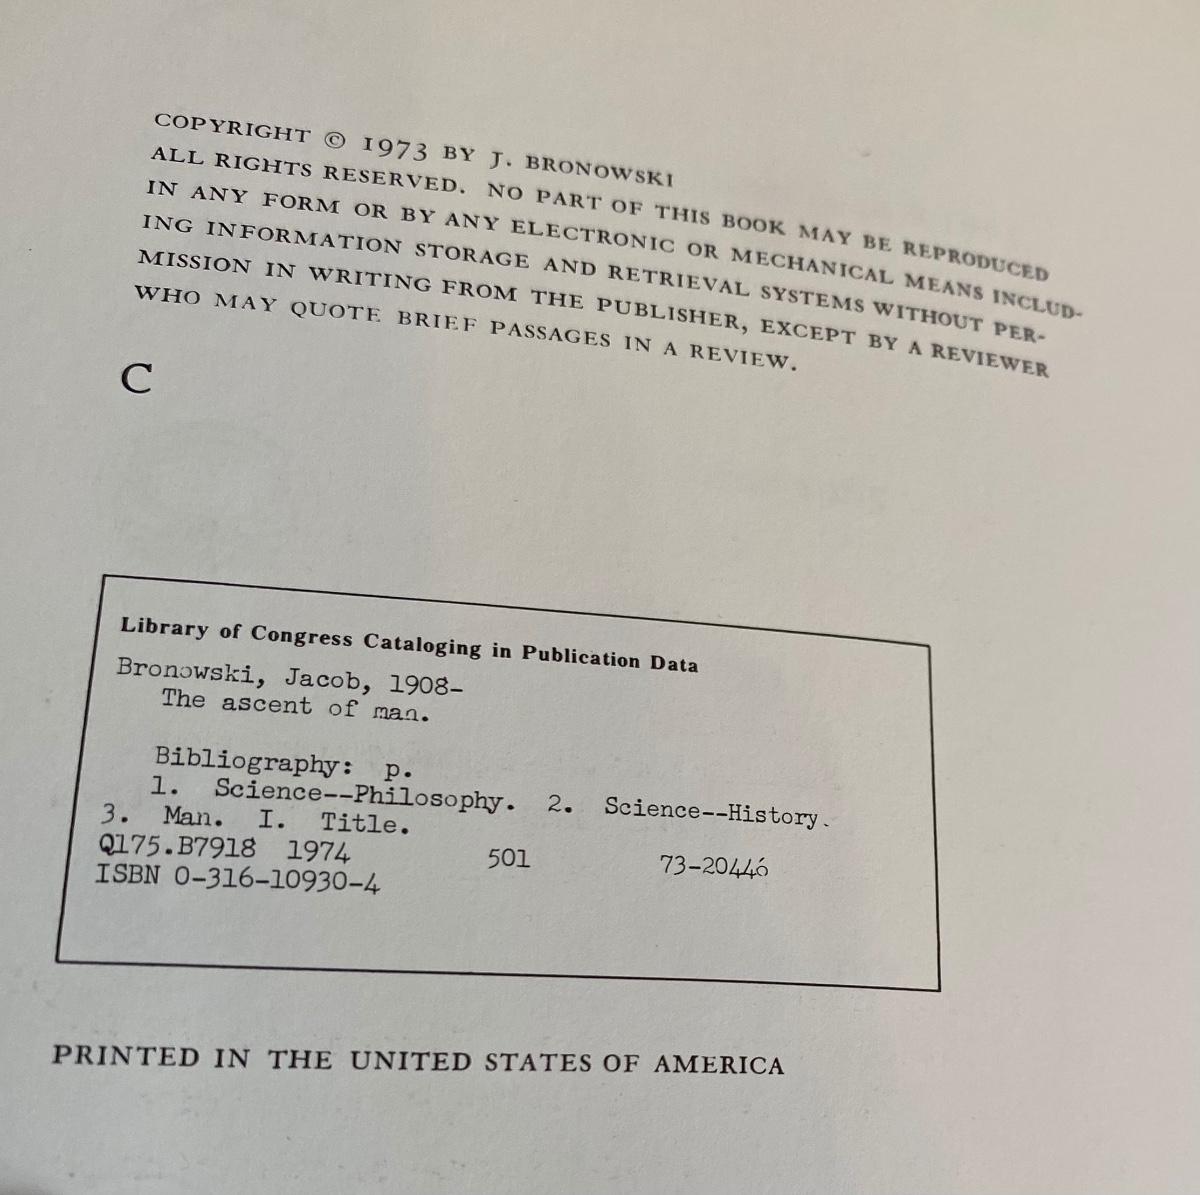 COPYRIGHT © 1973 BY J. BRONOWSKI
ALL RIGHTS RESERVED. NO PART OF THIS BOOK MAY BE REPRODUCED
IN ANY FORM OR BY ANY ELECTRONIC OR MECHANICAL MEANS INCLUD-
ING INFORMATION STORAGE AND RETRIEVAL SYSTEMS WITHOUT PER-
MISSION IN WRITING FROM THE PUBLISHER, EXCEPT BY A REVIEWER
WHO MAY QUOTE BRIEF PASSAGES IN A REVIEW.
C
Library of Congress Cataloging in Publication Data
Bronowski, Jacob, 1908-
The ascent of man.
Bibliography: p.
1. Science--Philosophy. 2. Science--History.
3. Man. I. Title.
Q175.B7918 1974 501 73-20446
ISBN 0-316-10930-4
PRINTED IN THE UNITED STATES OF AMERICA